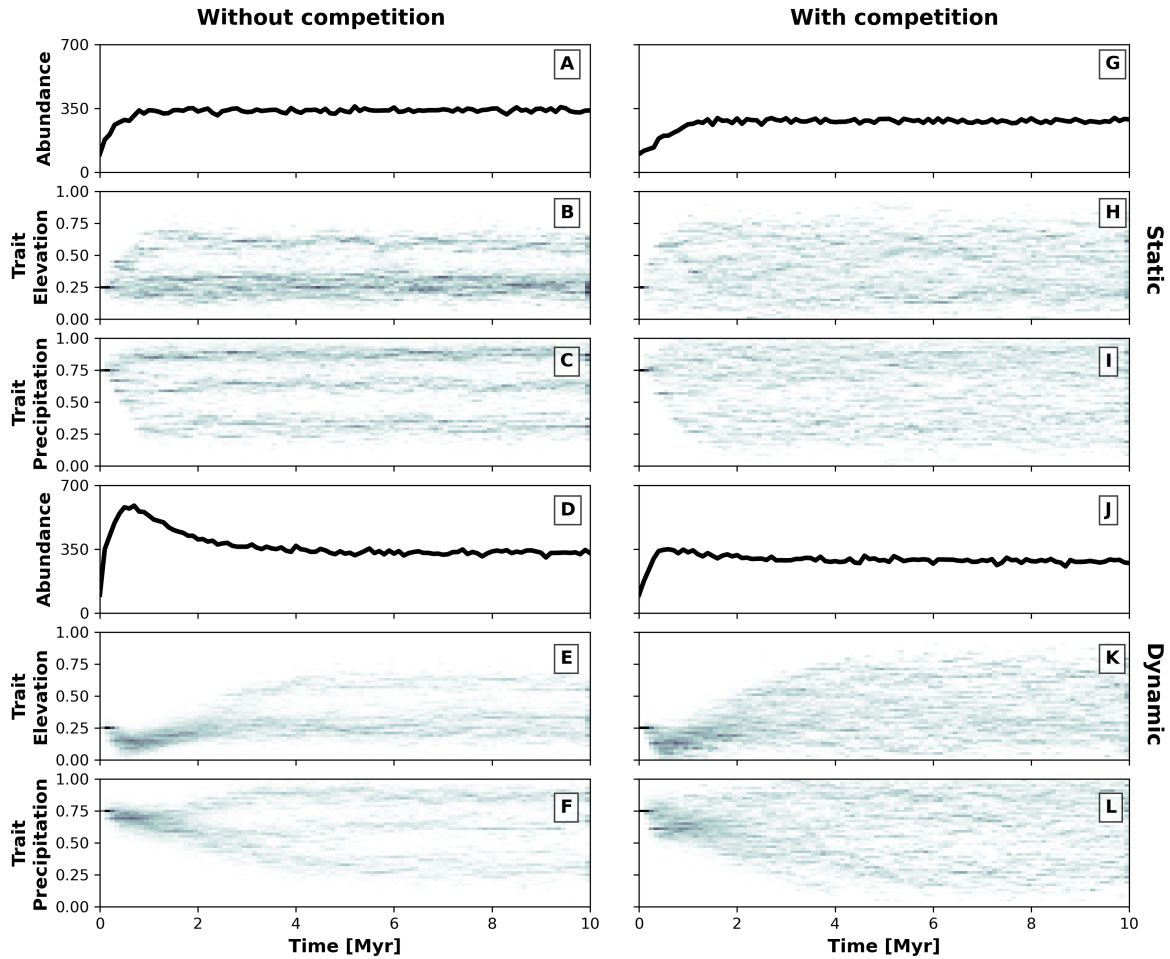 Without competition
With competition
Abundance
700
350
0
A
G
Trait
Elevation
1.00
0.75
0.50
0.25
0.00
B
H
Static
Trait
Precipitation
1.00
0.75
0.50
0.25
0.00
C
I
Abundance
700
350
0
D
J
Trait
Elevation
1.00
0.75
0.50
0.25
0.00
E
K
Dynamic
Trait
Precipitation
1.00
0.75
0.50
0.25
0.00
F
L
0 2 4 6 8 10
0 2 4 6 8 10
Time [Myr]
Time [Myr]